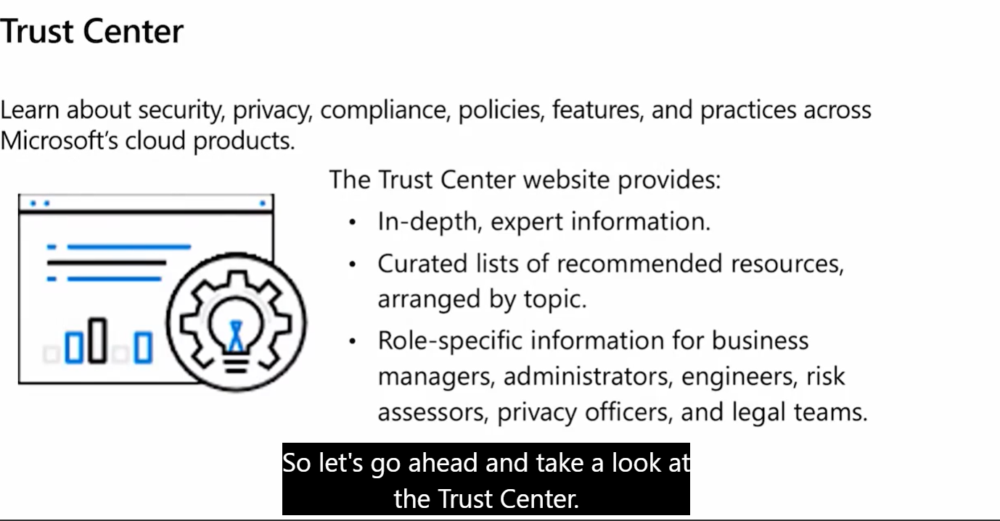 Trust Center
Learn about security, privacy, compliance, policies, features, and practices across
Microsoft's cloud products.
The Trust Center website provides:
• In-depth, expert information.
• Curated lists of recommended resources,
arranged by topic.
• Role-specific information for business
managers, administrators, engineers, risk
assessors, privacy officers, and legal teams.
So let's go ahead and take a look at
the Trust Center.